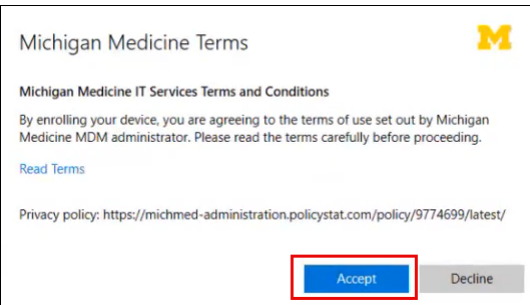 Michigan Medicine Terms
M
Michigan Medicine IT Services Terms and Conditions
By enrolling your device, you are agreeing to the terms of use set out by Michigan
Medicine MDM administrator. Please read the terms carefully before proceeding.
Read Terms
Privacy policy: https://michmed-administration.policystat.com/policy/9774699/latest/
Accept
Decline